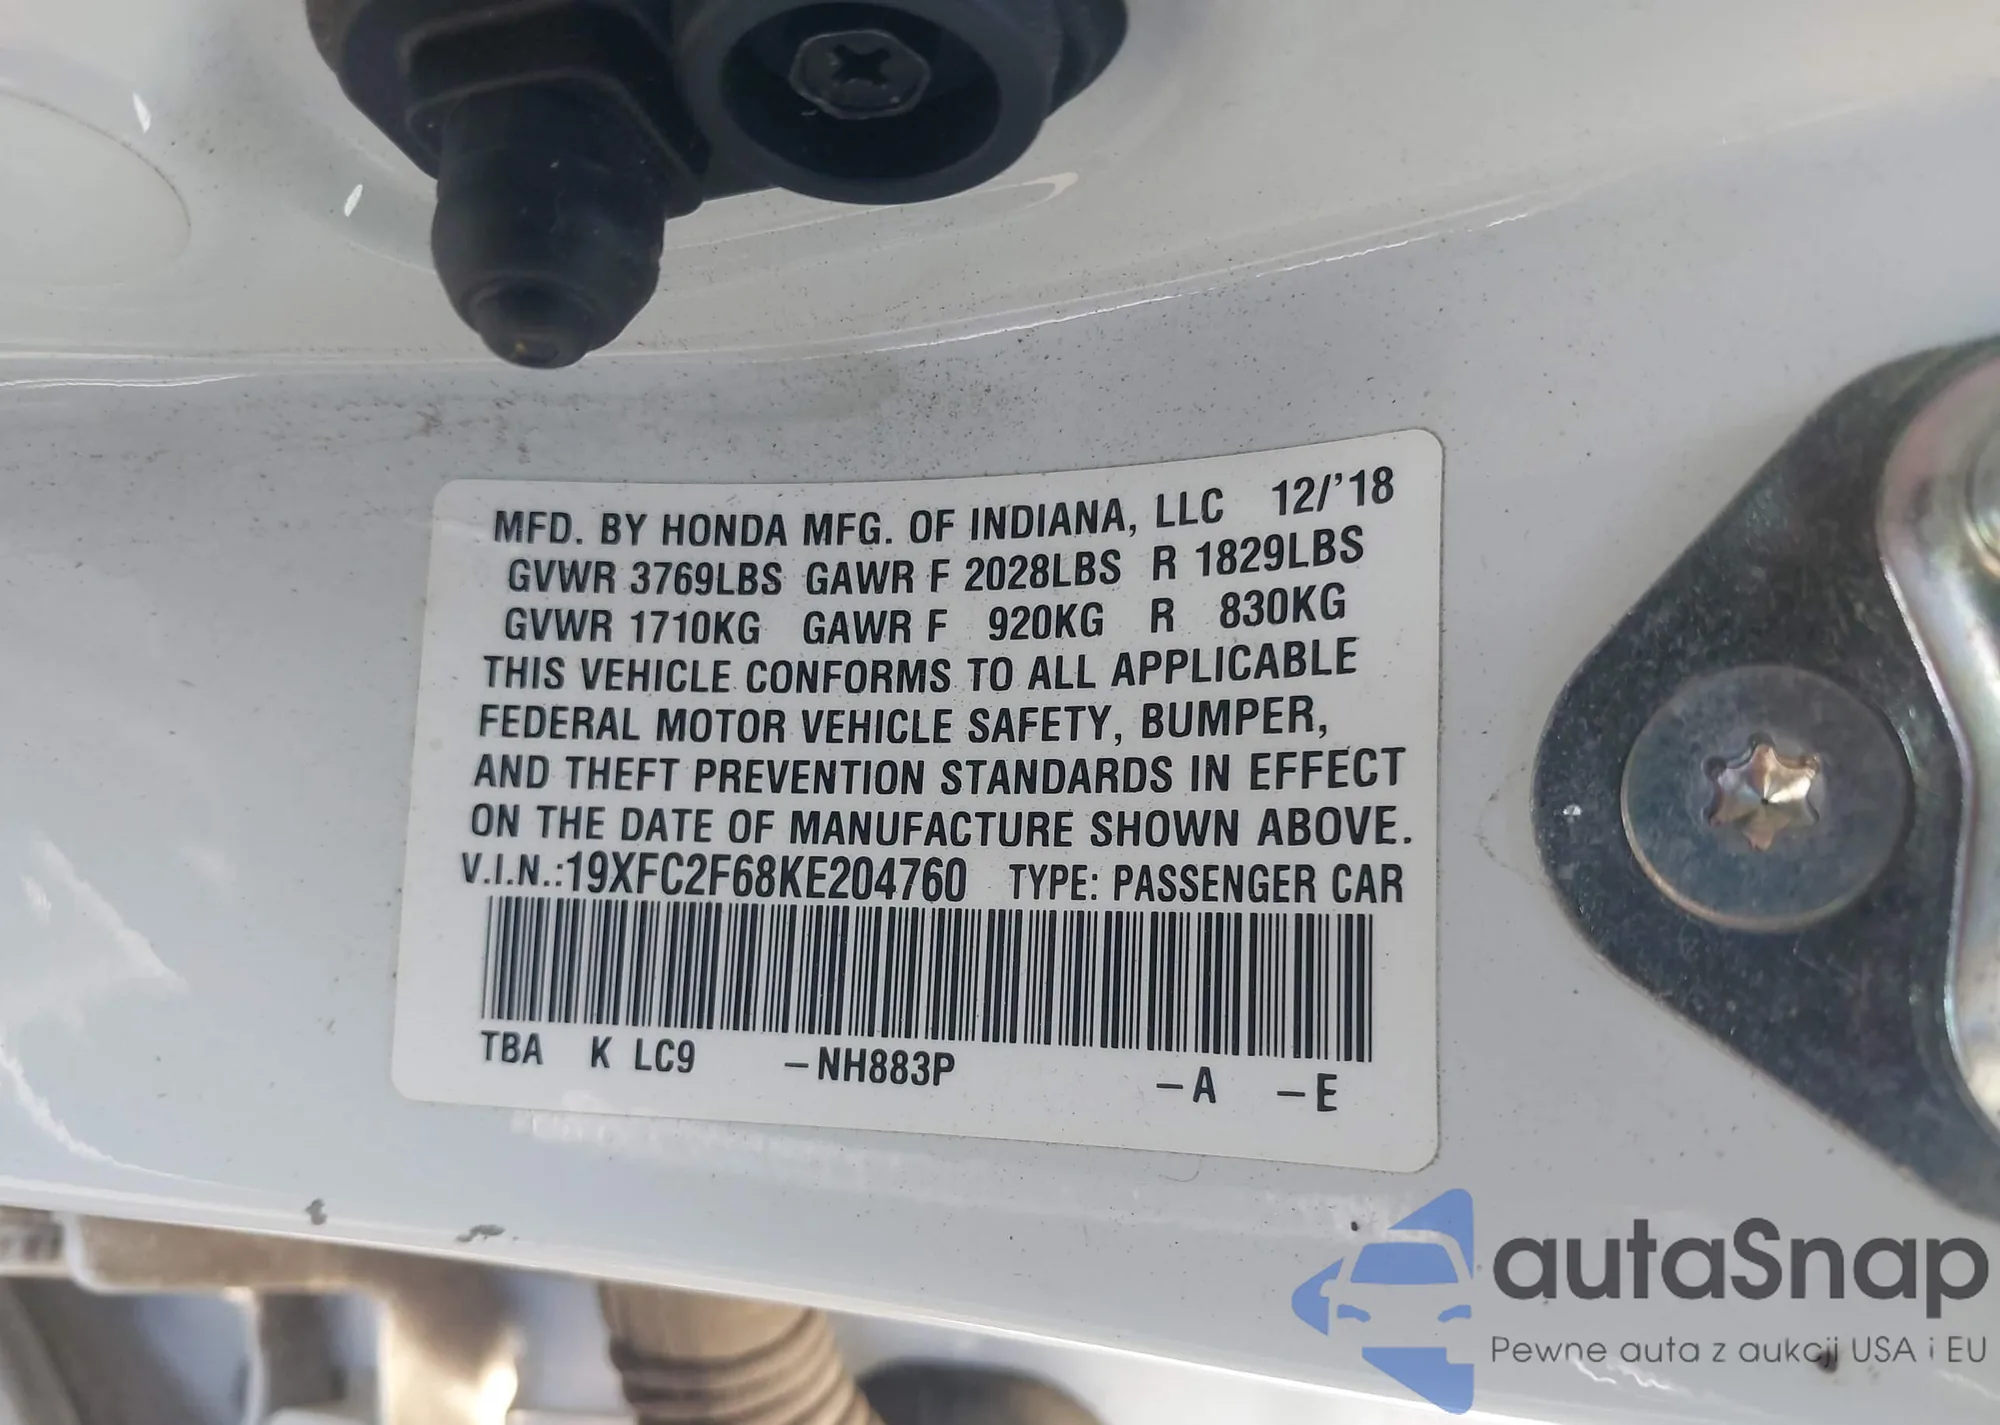 MFD. BY HONDA MFG. OF INDIANA, LLC 12/'18
GVWR 3769LBS GAWR F 2028LBS R 1829LBS
GVWR 1710KG GAWR F 920KG R 830KG
THIS VEHICLE CONFORMS TO ALL APPLICABLE
FEDERAL MOTOR VEHICLE SAFETY, BUMPER,
AND THEFT PREVENTION STANDARDS IN EFFECT
ON THE DATE OF MANUFACTURE SHOWN ABOVE.
V.I.N.:19XFC2F68KE204760 TYPE: PASSENGER CAR
TBA K LC9 –NH883P –A –E
autaSnap
Pewne auta z aukcji USA i EU